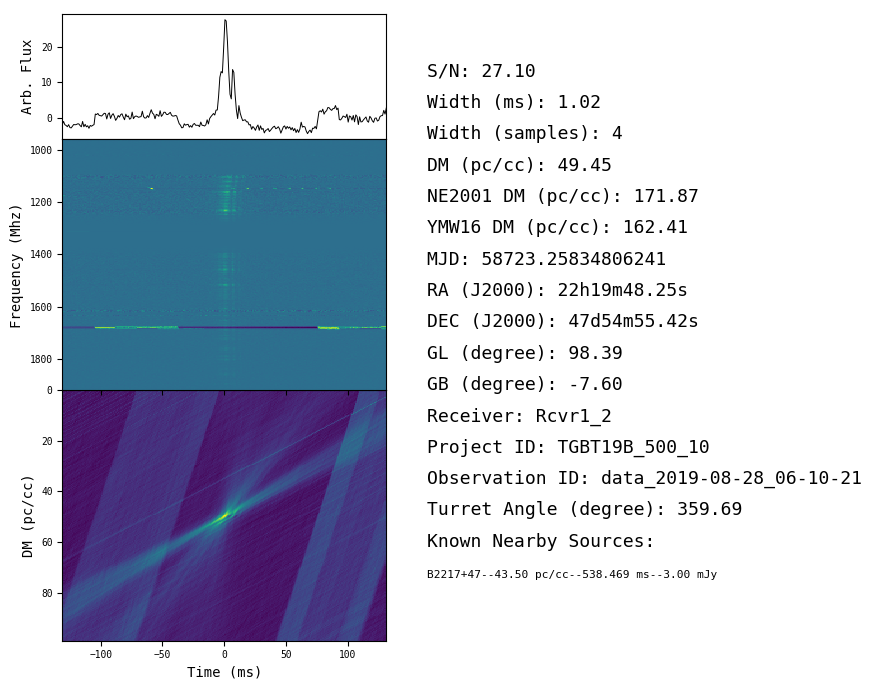 Arb. Flux
20
10
0
Frequency (Mhz)
1000
1200
1400
1600
1800
DM (pc/cc)
0
20
40
60
80
−100
−50
0
50
100
Time (ms)
S/N: 27.10
Width (ms): 1.02
Width (samples): 4
DM (pc/cc): 49.45
NE2001 DM (pc/cc): 171.87
YMW16 DM (pc/cc): 162.41
MJD: 58723.25834806241
RA (J2000): 22h19m48.25s
DEC (J2000): 47d54m55.42s
GL (degree): 98.39
GB (degree): -7.60
Receiver: Rcvr1_2
Project ID: TGBT19B_500_10
Observation ID: data_2019-08-28_06-10-21
Turret Angle (degree): 359.69
Known Nearby Sources:
B2217+47--43.50 pc/cc--538.469 ms--3.00 mJy